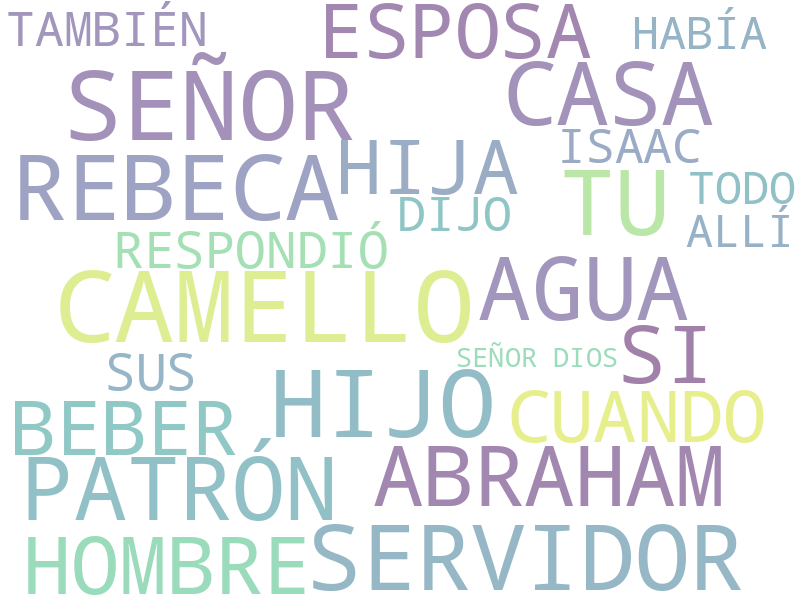 TAMBIÉN ESPOSA HABÍA
SEÑOR CASA
REBECA HIJA ISAAC
DIJO TU TODO
RESPONDIÓ ALLÍ
CAMELLO AGUA
SUS SEÑOR DIOS SI
BEBER HIJO CUANDO
PATRÓN ABRAHAM
HOMBRE SERVIDOR